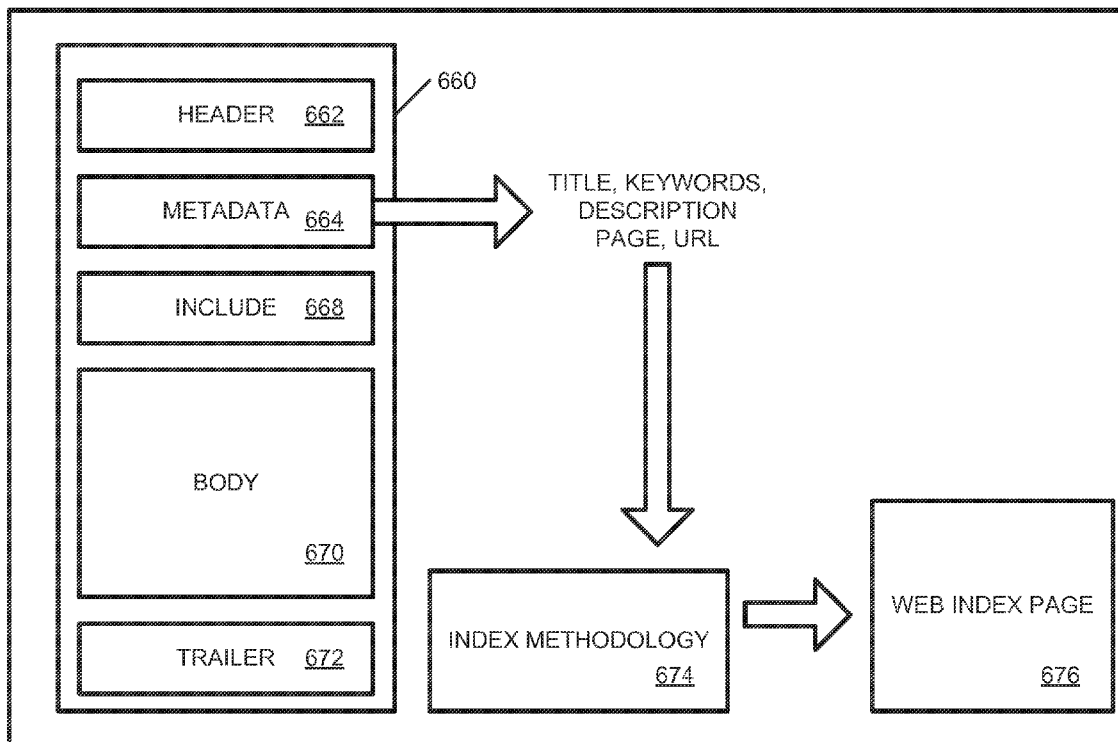 660
HEADER 662
METADATA 664
INCLUDE 668
BODY
670
TRAILER 672
TITLE, KEYWORDS,
DESCRIPTION
PAGE, URL
INDEX METHODOLOGY
674
WEB INDEX PAGE
676